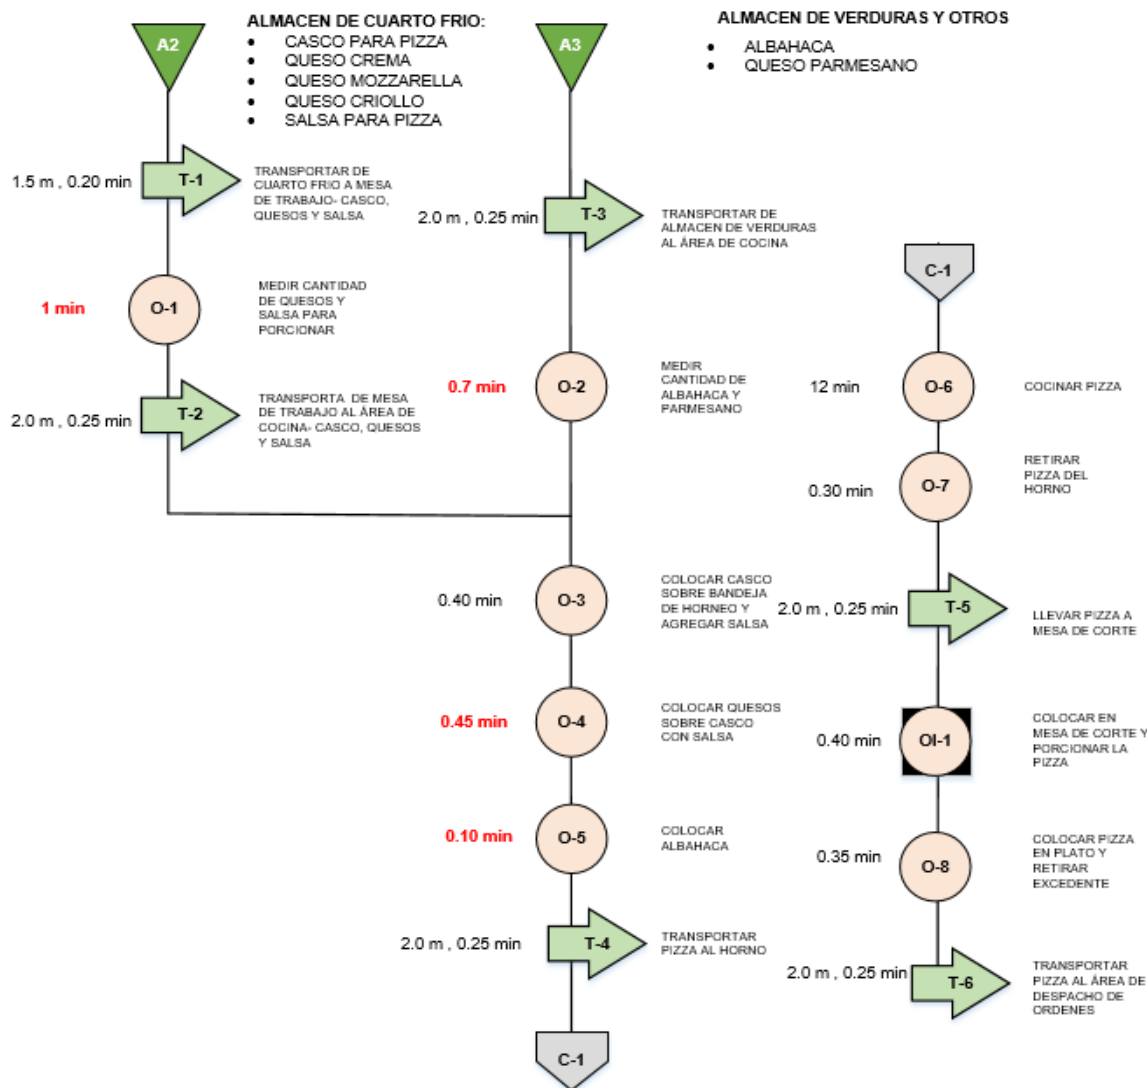 A2
ALMACEN DE CUARTO FRIO:
• CASCO PARA PIZZA
• QUESO CREMA
• QUESO MOZZARELLA
• QUESO CRIOLLO
• SALSA PARA PIZZA
A3
ALMACEN DE VERDURAS Y OTROS
• ALBAHACA
• QUESO PARMESANO
1.5 m , 0.20 min
T-1
TRANSPORTAR DE
CUARTO FRIO A MESA
DE TRABAJO- CASCO,
QUESOS Y SALSA
1 min
O-1
MEDIR CANTIDAD
DE QUESOS Y
SALSA PARA
PORCIONAR
2.0 m , 0.25 min
T-2
TRANSPORTA DE MESA
DE TRABAJO AL ÁREA DE
COCINA- CASCO, QUESOS
Y SALSA
2.0 m , 0.25 min
T-3
TRANSPORTAR DE
ALMACEN DE VERDURAS
AL ÁREA DE COCINA
0.7 min
O-2
MEDIR
CANTIDAD DE
ALBAHACA Y
PARMESANO
0.40 min
O-3
COLOCAR CASCO
SOBRE BANDEJA
DE HORNEO Y
AGREGAR SALSA
0.45 min
O-4
COLOCAR QUESOS
SOBRE CASCO
CON SALSA
0.10 min
O-5
COLOCAR
ALBAHACA
2.0 m , 0.25 min
T-4
TRANSPORTAR
PIZZA AL HORNO
C-1
C-1
12 min
O-6
COCINAR PIZZA
0.30 min
O-7
RETIRAR
PIZZA DEL
HORNO
2.0 m , 0.25 min
T-5
LLEVAR PIZZA A
MESA DE CORTE
0.40 min
OI-1
COLOCAR EN
MESA DE CORTE Y
PORCIONAR LA
PIZZA
0.35 min
O-8
COLOCAR PIZZA
EN PLATO Y
RETIRAR
EXCEDENTE
2.0 m , 0.25 min
T-6
TRANSPORTAR
PIZZA AL ÁREA DE
DESPACHO DE
ORDENES